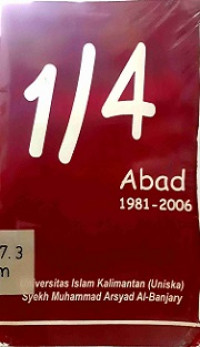 1/4
Abad
1981-2006
7.3
m
versitas Islam Kalimantan (Uniska)
Syekh Muhammad Arsyad Al-Banjary